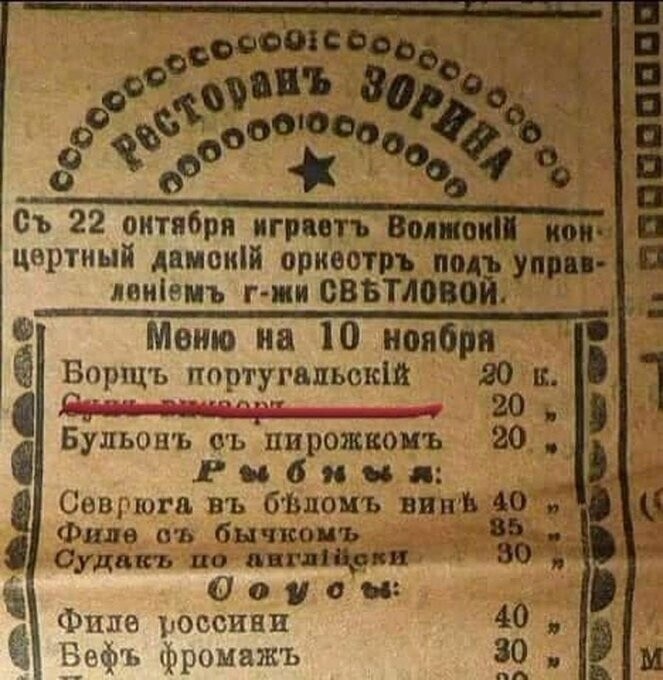 Ресторанъ ЗОРИНА
Съ 22 октября играетъ Волжскій кон-
цертный дамскій оркестръ подъ управ-
леніемъ г-жи СВѢТЛОВОЙ.
Меню на 10 ноября
Борщъ португальскій 20 к.
20 „
Бульонъ съ пирожкомъ 20 „
Рыбныя:
Севрюга въ бѣломъ винѣ 40 „
Филе съ бычкомъ 35 „
Судакъ по англійски 30 „
Соусы:
Филе россини 40 „
Бефъ фромажъ 30 „